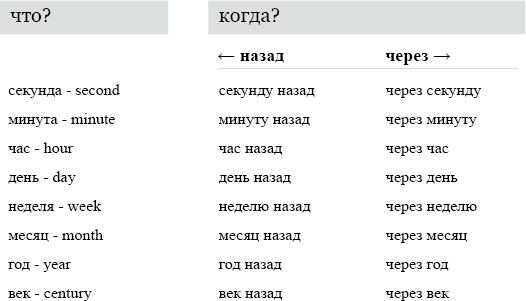 что? когда?
← назад через →
секунда - second секунду назад через секунду
минута - minute минуту назад через минуту
час - hour час назад через час
день - day день назад через день
неделя - week неделю назад через неделю
месяц - month месяц назад через месяц
год - year год назад через год
век - century век назад через век